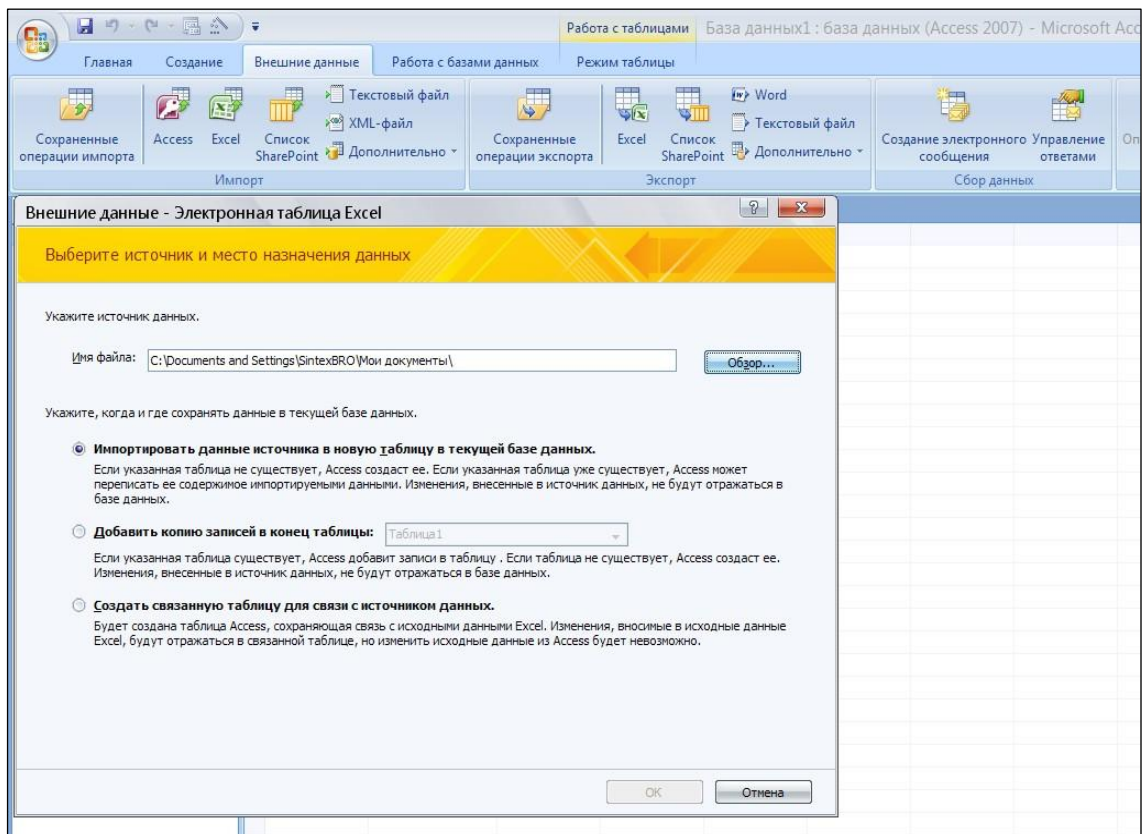 Работа с таблицами База данных1 : база данных (Access 2007) - Microsoft Acc
Главная Создание Внешние данные Работа с базами данных Режим таблицы
Сохраненные операции импорта
Access
Excel
Список SharePoint
Текстовый файл
XML-файл
Дополнительно
Импорт
Сохраненные операции экспорта
Excel
Список SharePoint
Word
Текстовый файл
Дополнительно
Экспорт
Создание электронного сообщения
Управление ответами
Сбор данных
Оп
Внешние данные - Электронная таблица Excel
Выберите источник и место назначения данных
Укажите источник данных.
Имя файла: C:\Documents and Settings\SintexBRO\Мои документы\ Обзор...
Укажите, когда и где сохранять данные в текущей базе данных.
Импортировать данные источника в новую таблицу в текущей базе данных.
Если указанная таблица не существует, Access создаст ее. Если указанная таблица уже существует, Access может
переписать ее содержимое импортируемыми данными. Изменения, внесенные в источник данных, не будут отражаться в
базе данных.
Добавить копию записей в конец таблицы: Таблица1
Если указанная таблица существует, Access добавит записи в таблицу . Если таблица не существует, Access создаст ее.
Изменения, внесенные в источник данных, не будут отражаться в базе данных.
Создать связанную таблицу для связи с источником данных.
Будет создана таблица Access, сохраняющая связь с исходными данными Excel. Изменения, вносимые в исходные данные
Excel, будут отражаться в связанной таблице, но изменить исходные данные из Access будет невозможно.
OK Отмена